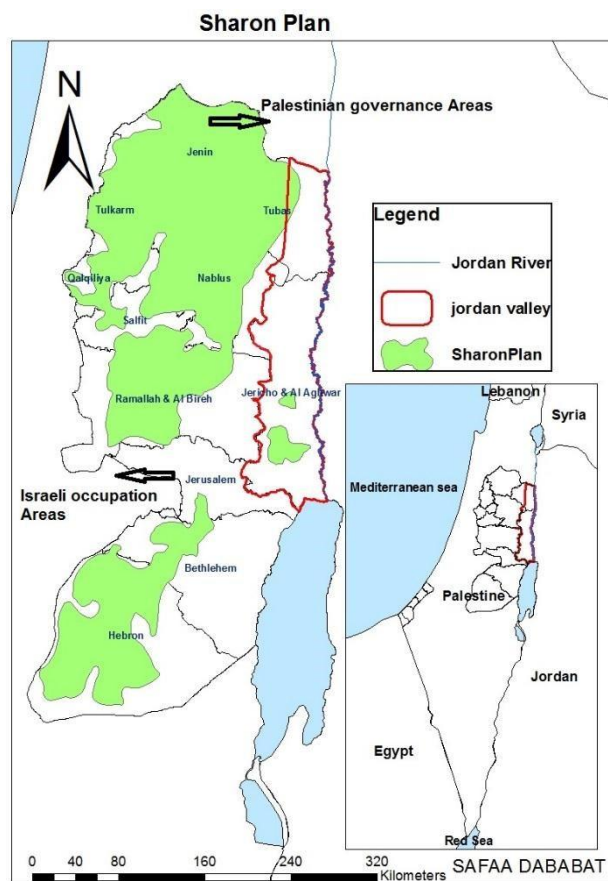 Sharon Plan
N
Palestinian governance Areas
Jenin
Tulkarm
Tubas
Qalqiliya
Nablus
Salfit
Ramallah & Al Bireh
Jericho & Al Aghwar
Jerusalem
Israeli occupation
Areas
Bethlehem
Hebron
Legend
Jordan River
jordan valley
SharonPlan
Lebanon
Syria
Mediterranean sea
Palestine
Jordan
Egypt
Red Sea
0 40 80 160 240 320
Kilometers
SAFAA DABABAT